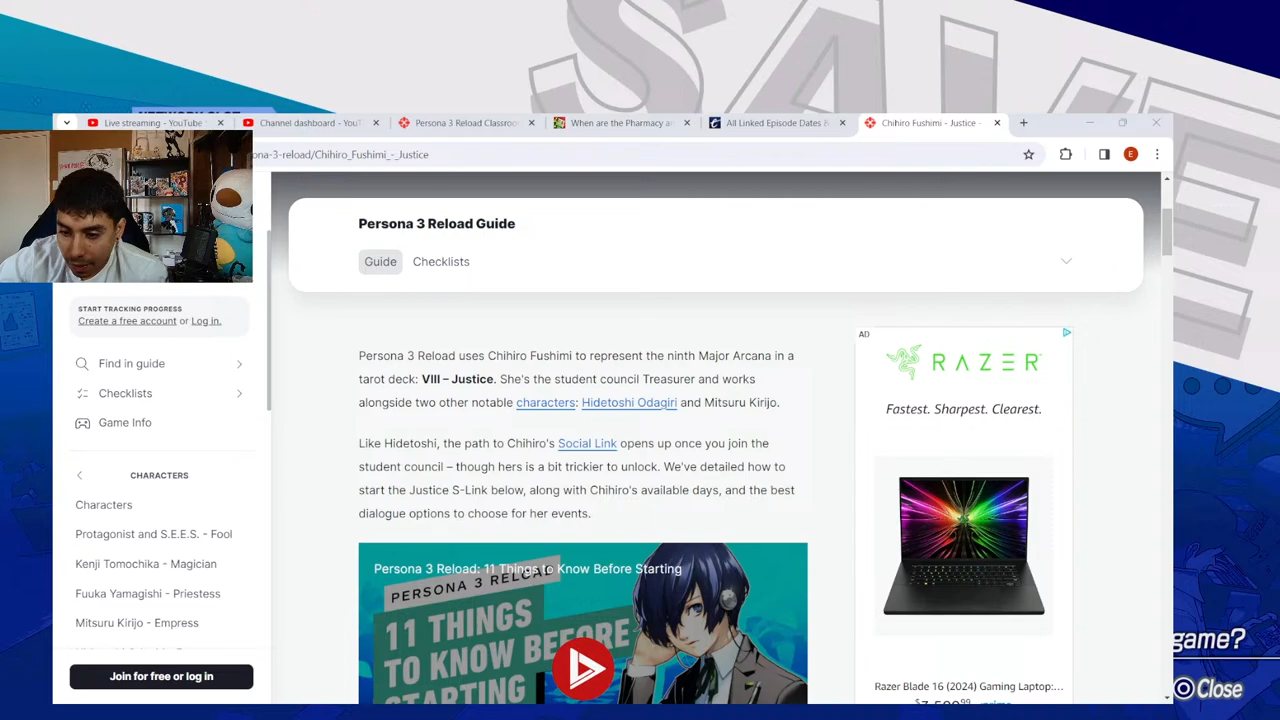 SAVE
Live streaming - YouTube
Channel dashboard - YouT
Persona 3 Reload Classroo
When are the Pharmacy a
All Linked Episode Dates &
Chihiro Fushimi - Justice -
ona-3-reload/Chihiro_Fushimi_-_Justice
E
START TRACKING PROGRESS
Create a free account or Log in.
Find in guide
Checklists
Game Info
CHARACTERS
Characters
Protagonist and S.E.E.S. - Fool
Kenji Tomochika - Magician
Fuuka Yamagishi - Priestess
Mitsuru Kirijo - Empress
Join for free or log in
Persona 3 Reload Guide
Guide
Checklists
Persona 3 Reload uses Chihiro Fushimi to represent the ninth Major Arcana in a
tarot deck: VIII – Justice. She's the student council Treasurer and works
alongside two other notable characters: Hidetoshi Odagiri and Mitsuru Kirijo.
Like Hidetoshi, the path to Chihiro's Social Link opens up once you join the
student council – though hers is a bit trickier to unlock. We've detailed how to
start the Justice S-Link below, along with Chihiro's available days, and the best
dialogue options to choose for her events.
Persona 3 Reload: 11 Things to Know Before Starting
PERSONA 3 RELOAD:
11 THINGS
TO KNOW BEFORE
STARTING
AD
RAZER
Fastest. Sharpest. Clearest.
Razer Blade 16 (2024) Gaming Laptop:...
game?
Close